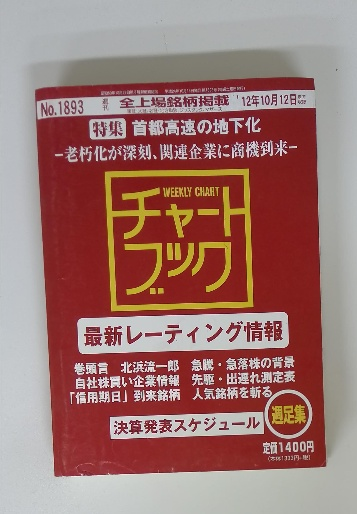 No.1893 週刊 全上場銘柄掲載 '12年10月12日
特集 首都高速の地下化
−老朽化が深刻、関連企業に商機到来−
WEEKLY CHART
チャート
ブック
最新レーティング情報
巻頭言 北浜流一郎 急騰・急落株の背景
自社株買い企業情報 先駆・出遅れ測定表
「信用期日」到来銘柄 人気銘柄を斬る
決算発表スケジュール 週足集
定価1400円